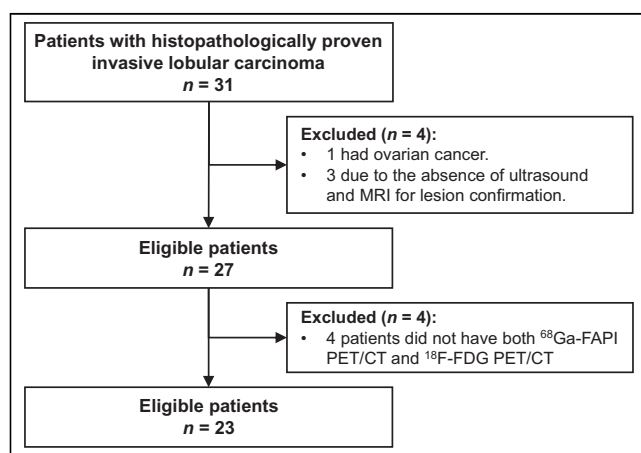 Patients with histopathologically proven
invasive lobular carcinoma
n = 31
Excluded (n = 4):
• 1 had ovarian cancer.
• 3 due to the absence of ultrasound
and MRI for lesion confirmation.
Eligible patients
n = 27
Excluded (n = 4):
• 4 patients did not have both ⁶⁸Ga-FAPI
PET/CT and ¹⁸F-FDG PET/CT
Eligible patients
n = 23